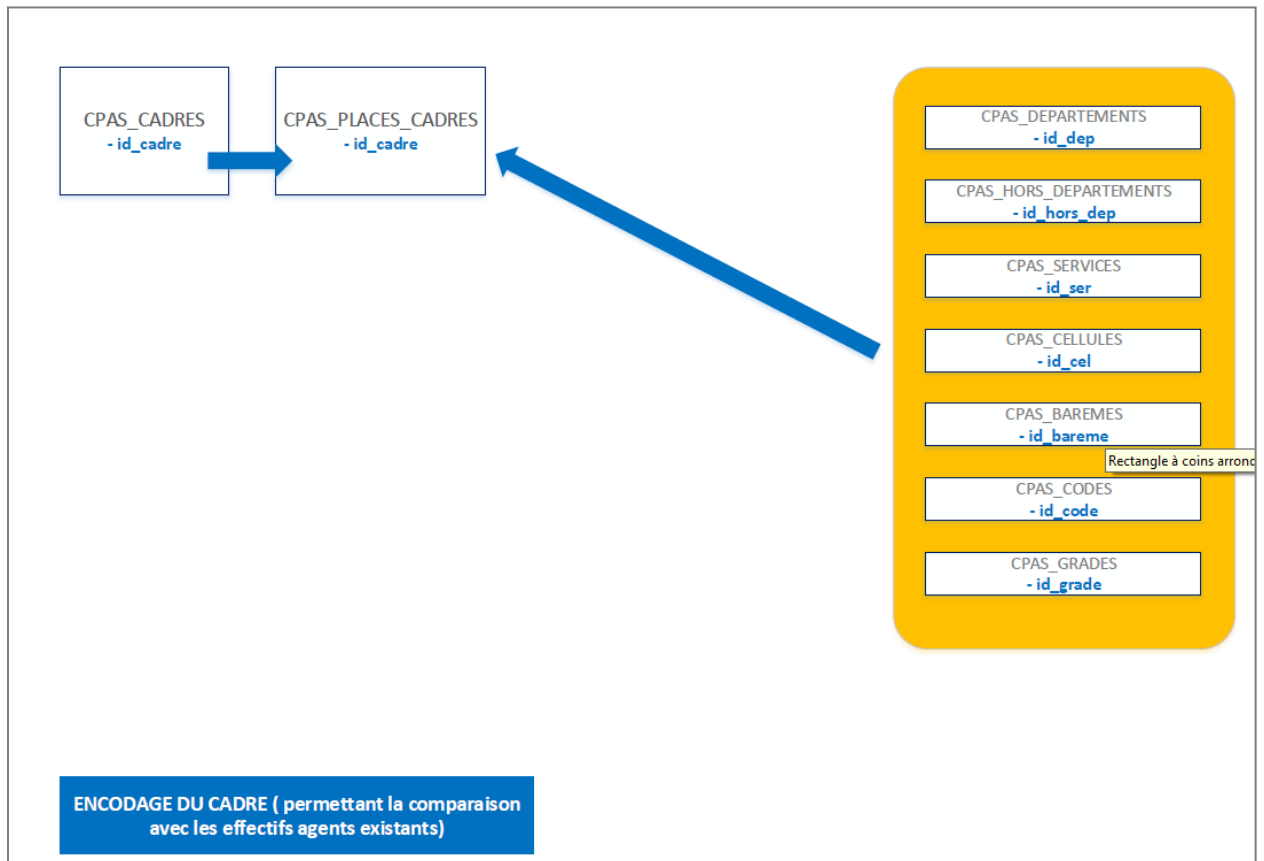 CPAS_CADRES
- id_cadre
CPAS_PLACES_CADRES
- id_cadre
CPAS_DEPARTEMENTS
- id_dep
CPAS_HORS_DEPARTEMENTS
- id_hors_dep
CPAS_SERVICES
- id_ser
CPAS_CELLULES
- id_cel
CPAS_BAREMES
- id_bareme
Rectangle à coins arrond
CPAS_CODES
- id_code
CPAS_GRADES
- id_grade
ENCODAGE DU CADRE ( permettant la comparaison
avec les effectifs agents existants)